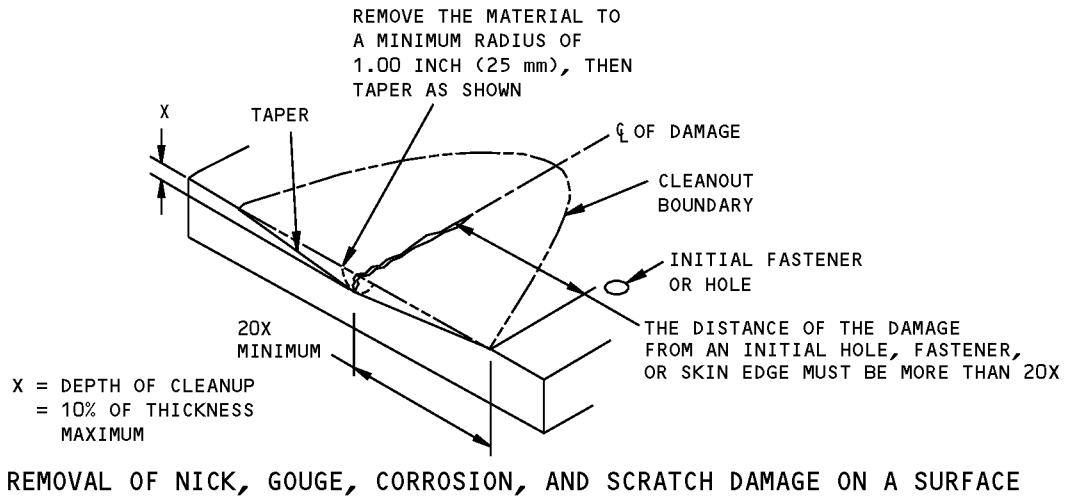 REMOVE THE MATERIAL TO
A MINIMUM RADIUS OF
1.00 INCH (25 mm), THEN
TAPER AS SHOWN
X
TAPER
℄ OF DAMAGE
CLEANOUT
BOUNDARY
INITIAL FASTENER
OR HOLE
20X
MINIMUM
THE DISTANCE OF THE DAMAGE
FROM AN INITIAL HOLE, FASTENER,
OR SKIN EDGE MUST BE MORE THAN 20X
X = DEPTH OF CLEANUP
= 10% OF THICKNESS
MAXIMUM
REMOVAL OF NICK, GOUGE, CORROSION, AND SCRATCH DAMAGE ON A SURFACE